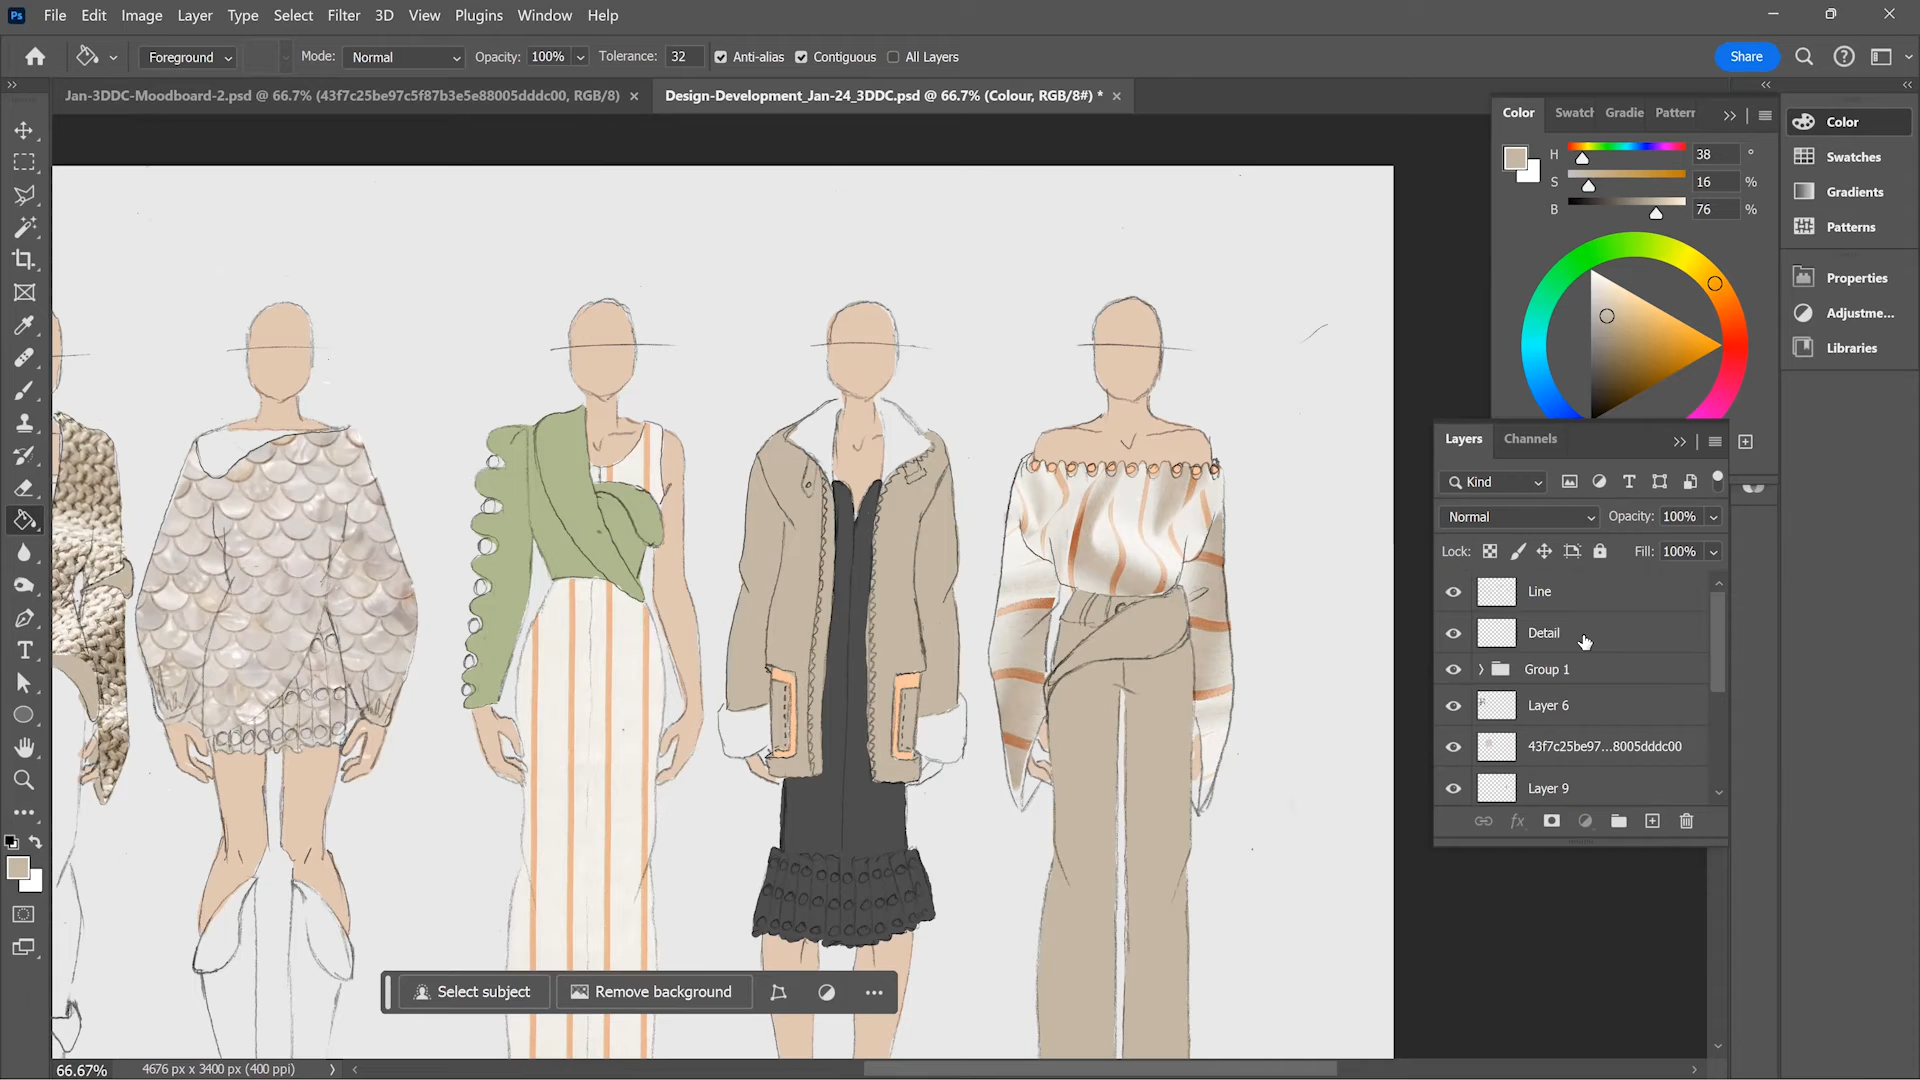 Ps File Edit Image Layer Type Select Filter 3D View Plugins Window Help
Foreground Mode: Normal Opacity: 100% Tolerance: 32 Anti-alias Contiguous All Layers Share
Jan-3DDC-Moodboard-2.psd @ 66.7% (43f7c25be97c5f87b3e5e88005dddc00, RGB/8) Design-Development_Jan-24_3DDC.psd @ 66.7% (Colour, RGB/8#) *
Color Swatch Gradie Patterr
H 38 °
S 16 %
B 76 %
Color
Swatches
Gradients
Patterns
Properties
Adjustme...
Libraries
Layers Channels
Kind
Normal Opacity: 100%
Lock: Fill: 100%
Line
Detail
Group 1
Layer 6
43f7c25be97...8005dddc00
Layer 9
fx
Select subject Remove background
66.67% 4676 px x 3400 px (400 ppi)